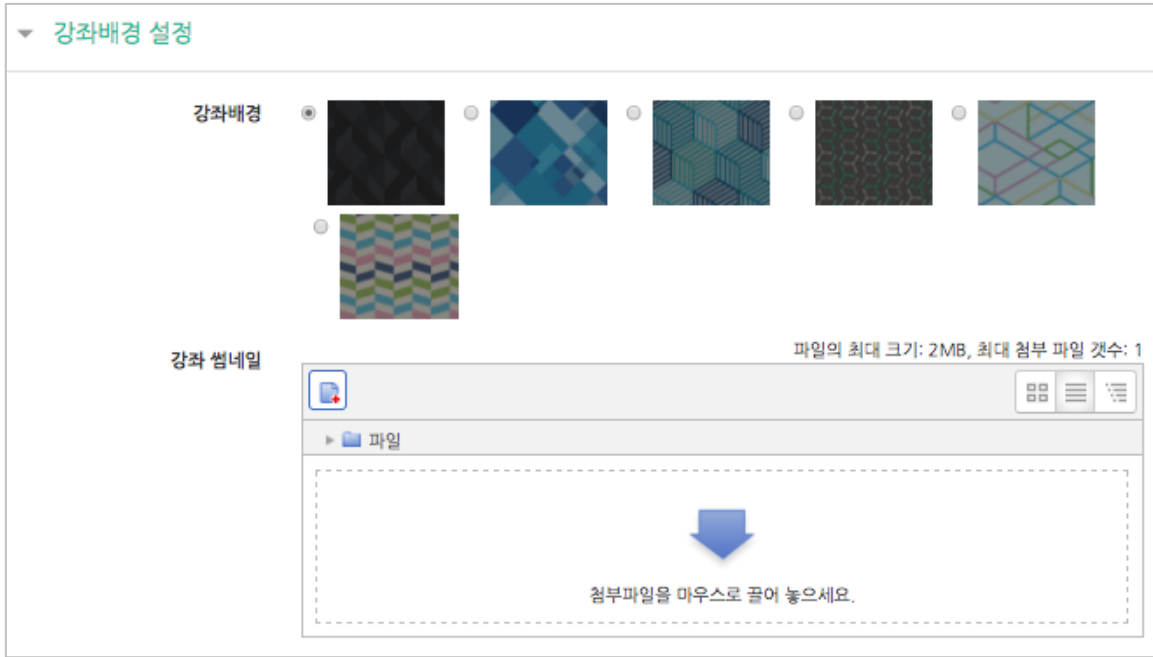 강좌배경 설정
강좌배경
강좌 썸네일
파일의 최대 크기: 2MB, 최대 첨부 파일 갯수: 1
파일
첨부파일을 마우스로 끌어 놓으세요.